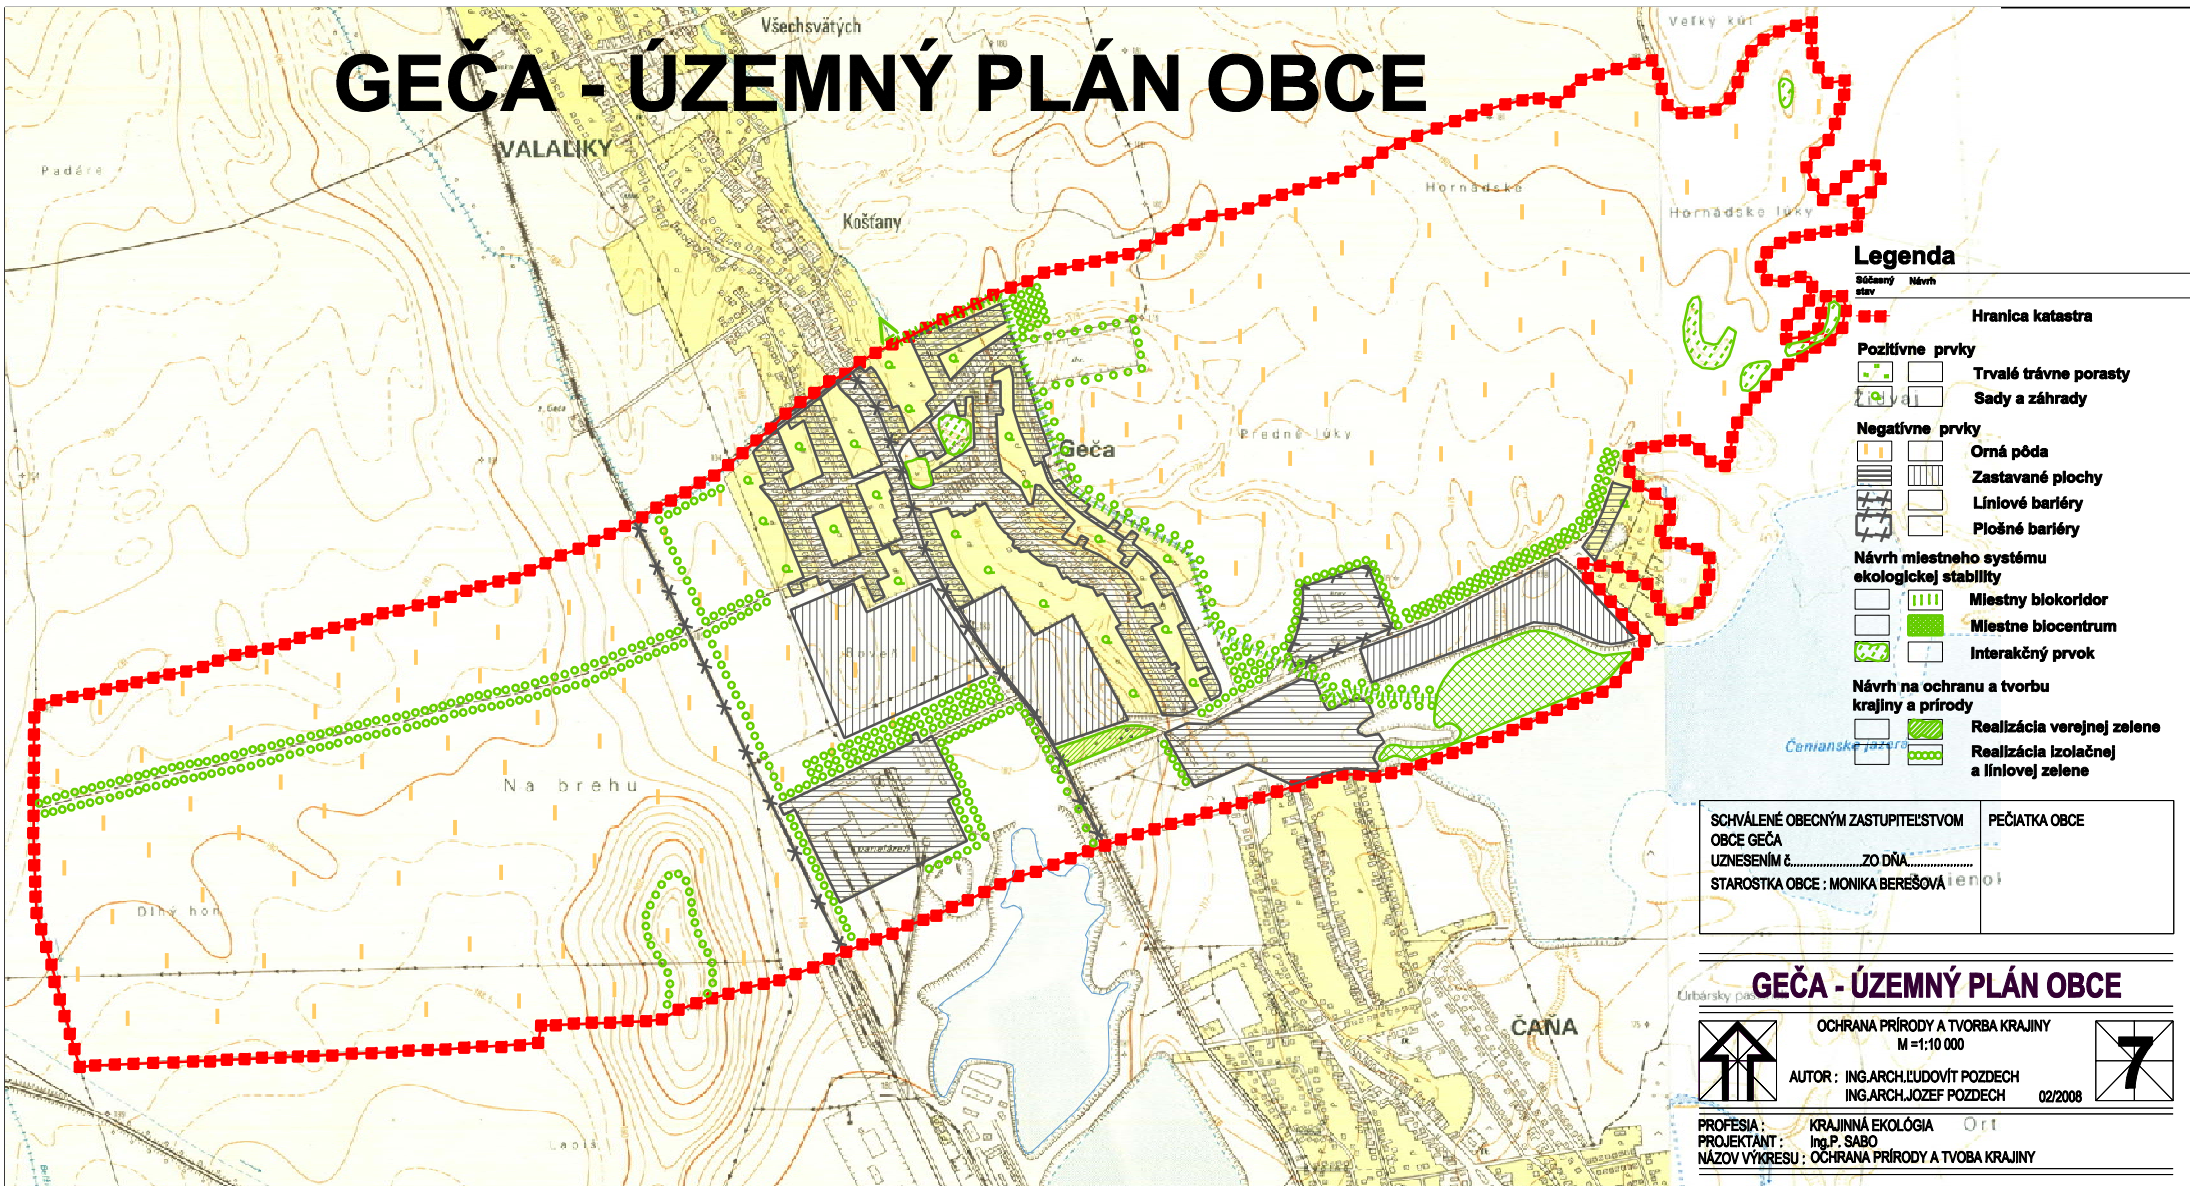 GEČA - ÚZEMNÝ PLÁN OBCE
Všechsvätých
Veľký kút
VALALIKY
Padáre
Košťany
Hornádske
Hornádske lúky
Geča
Predné lúky
Na brehu
Dlhý hon
Lapis
ČAŇA
Čanianske jazerá
Ort
Legenda
Súčasný stav
Návrh
Hranica katastra
Pozitívne prvky
Trvalé trávne porasty
Sady a záhrady
Negatívne prvky
Orná pôda
Zastavané plochy
Líniové bariéry
Plošné bariéry
Návrh miestneho systému
ekologickej stability
Miestny biokoridor
Miestne biocentrum
Interakčný prvok
Návrh na ochranu a tvorbu
krajiny a prírody
Realizácia verejnej zelene
Realizácia izolačnej
a líniovej zelene
SCHVÁLENÉ OBECNÝM ZASTUPITEĽSTVOM
OBCE GEČA
UZNESENÍM č......................ZO DŇA....................
STAROSTKA OBCE : MONIKA BEREŠOVÁ
PEČIATKA OBCE
GEČA - ÚZEMNÝ PLÁN OBCE
OCHRANA PRÍRODY A TVORBA KRAJINY
M =1:10 000
AUTOR : ING.ARCH.ĽUDOVÍT POZDECH
ING.ARCH.JOZEF POZDECH 02/2008
7
PROFESIA : KRAJINNÁ EKOLÓGIA
PROJEKTANT : Ing.P. SABO
NÁZOV VÝKRESU : OCHRANA PRÍRODY A TVOBA KRAJINY